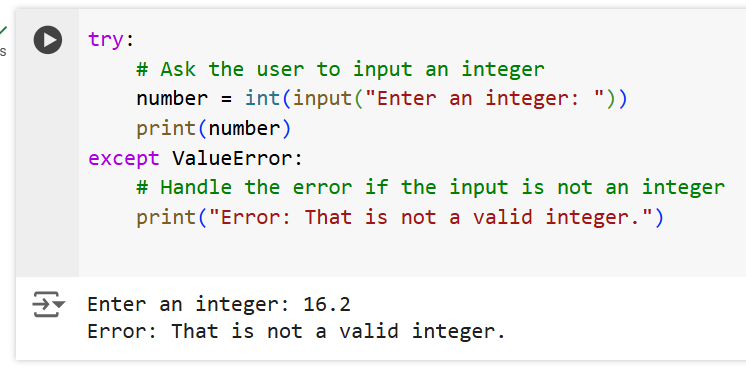 try:
    # Ask the user to input an integer
    number = int(input("Enter an integer: "))
    print(number)
except ValueError:
    # Handle the error if the input is not an integer
    print("Error: That is not a valid integer.")
s
Enter an integer: 16.2
Error: That is not a valid integer.